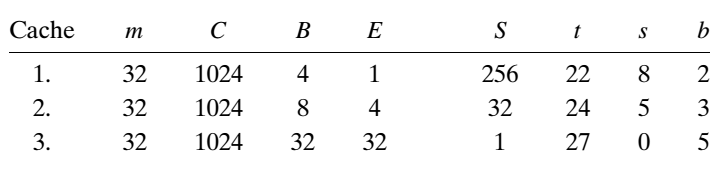 Cache m C B E S t s b
1. 32 1024 4 1 256 22 8 2
2. 32 1024 8 4 32 24 5 3
3. 32 1024 32 32 1 27 0 5